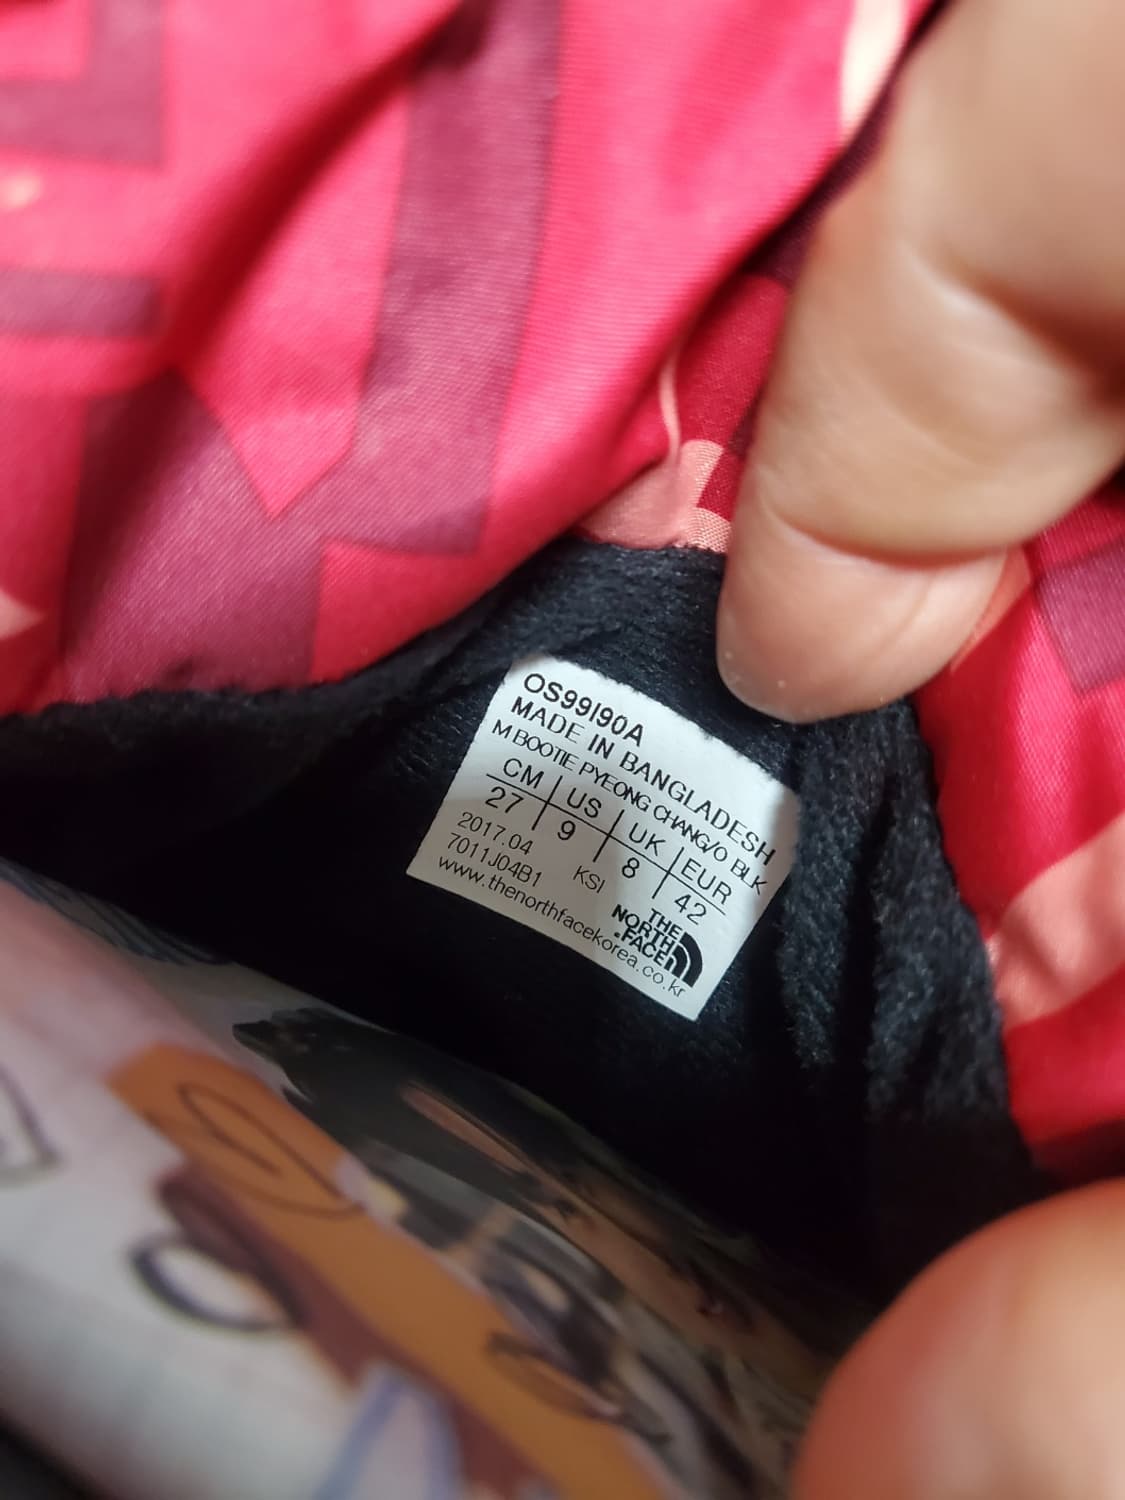 OS99I90A
MADE IN BANGLADESH
M BOOTIE PYEONG CHANG/O BLK
CM US UK EUR
27 9 8 42
2017.04
7011J04B1 KSI
THE
NORTH
FACE
www.thenorthfacekorea.co.kr